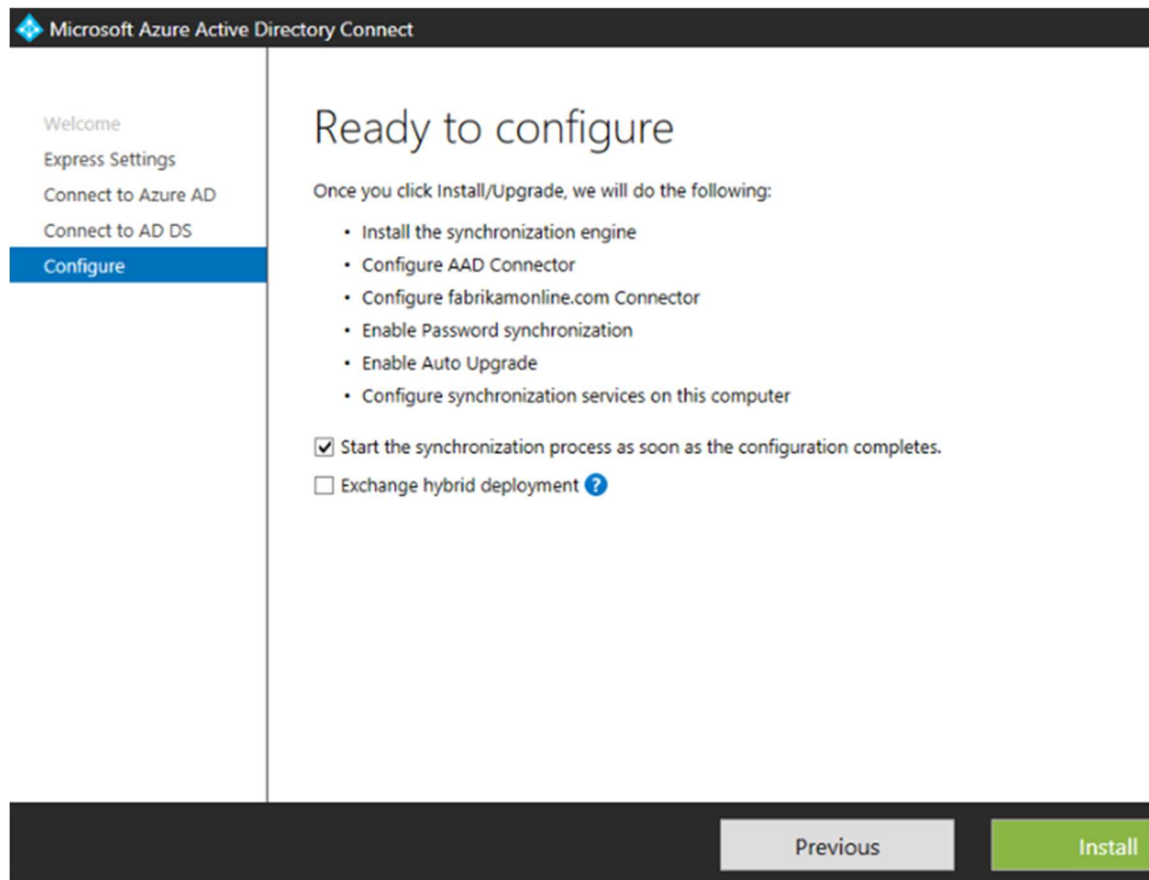 Microsoft Azure Active Directory Connect
Welcome
Express Settings
Connect to Azure AD
Connect to AD DS
Configure
Ready to configure
Once you click Install/Upgrade, we will do the following:
• Install the synchronization engine
• Configure AAD Connector
• Configure fabrikamonline.com Connector
• Enable Password synchronization
• Enable Auto Upgrade
• Configure synchronization services on this computer
Start the synchronization process as soon as the configuration completes.
Exchange hybrid deployment ?
Previous
Install